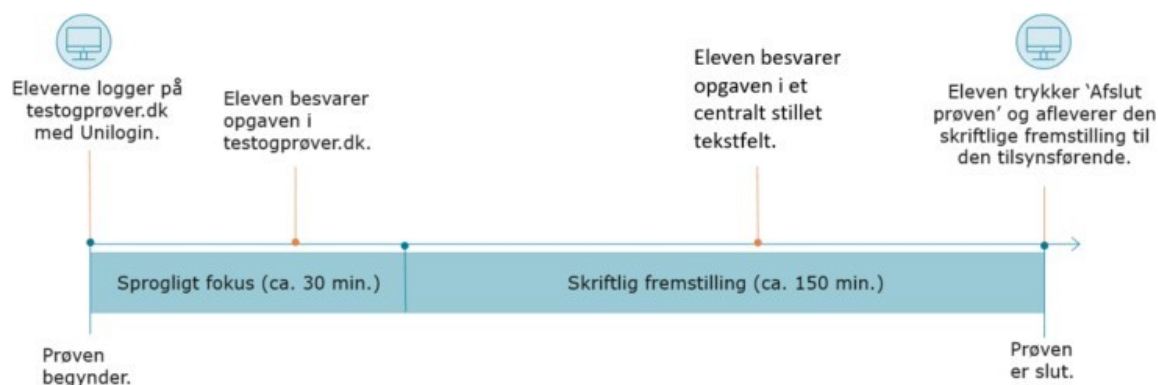 Eleverne logger på
testogprøver.dk
med Unilogin.
Eleven besvarer
opgaven i
testogprøver.dk.
Eleven besvarer
opgaven i et
centralt stillet
tekstfelt.
Eleven trykker ‘Afslut
prøven’ og afleverer den
skriftlige fremstilling til
den tilsynsførende.
Sprogligt fokus (ca. 30 min.)
Skriftlig fremstilling (ca. 150 min.)
Prøven
begynder.
Prøven
er slut.